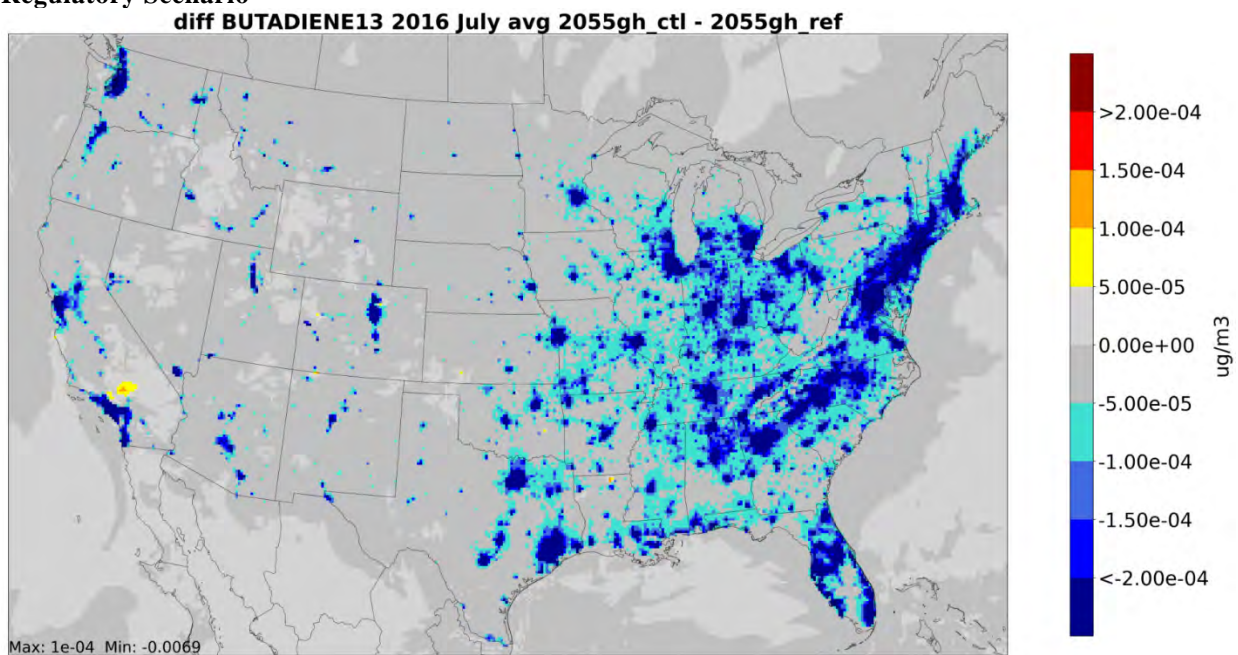 Regulatory Scenario
diff BUTADIENE13 2016 July avg 2055gh_ctl - 2055gh_ref
>2.00e-04
1.50e-04
1.00e-04
5.00e-05
0.00e+00
-5.00e-05
-1.00e-04
-1.50e-04
<-2.00e-04
ug/m3
Max: 1e-04 Min: -0.0069